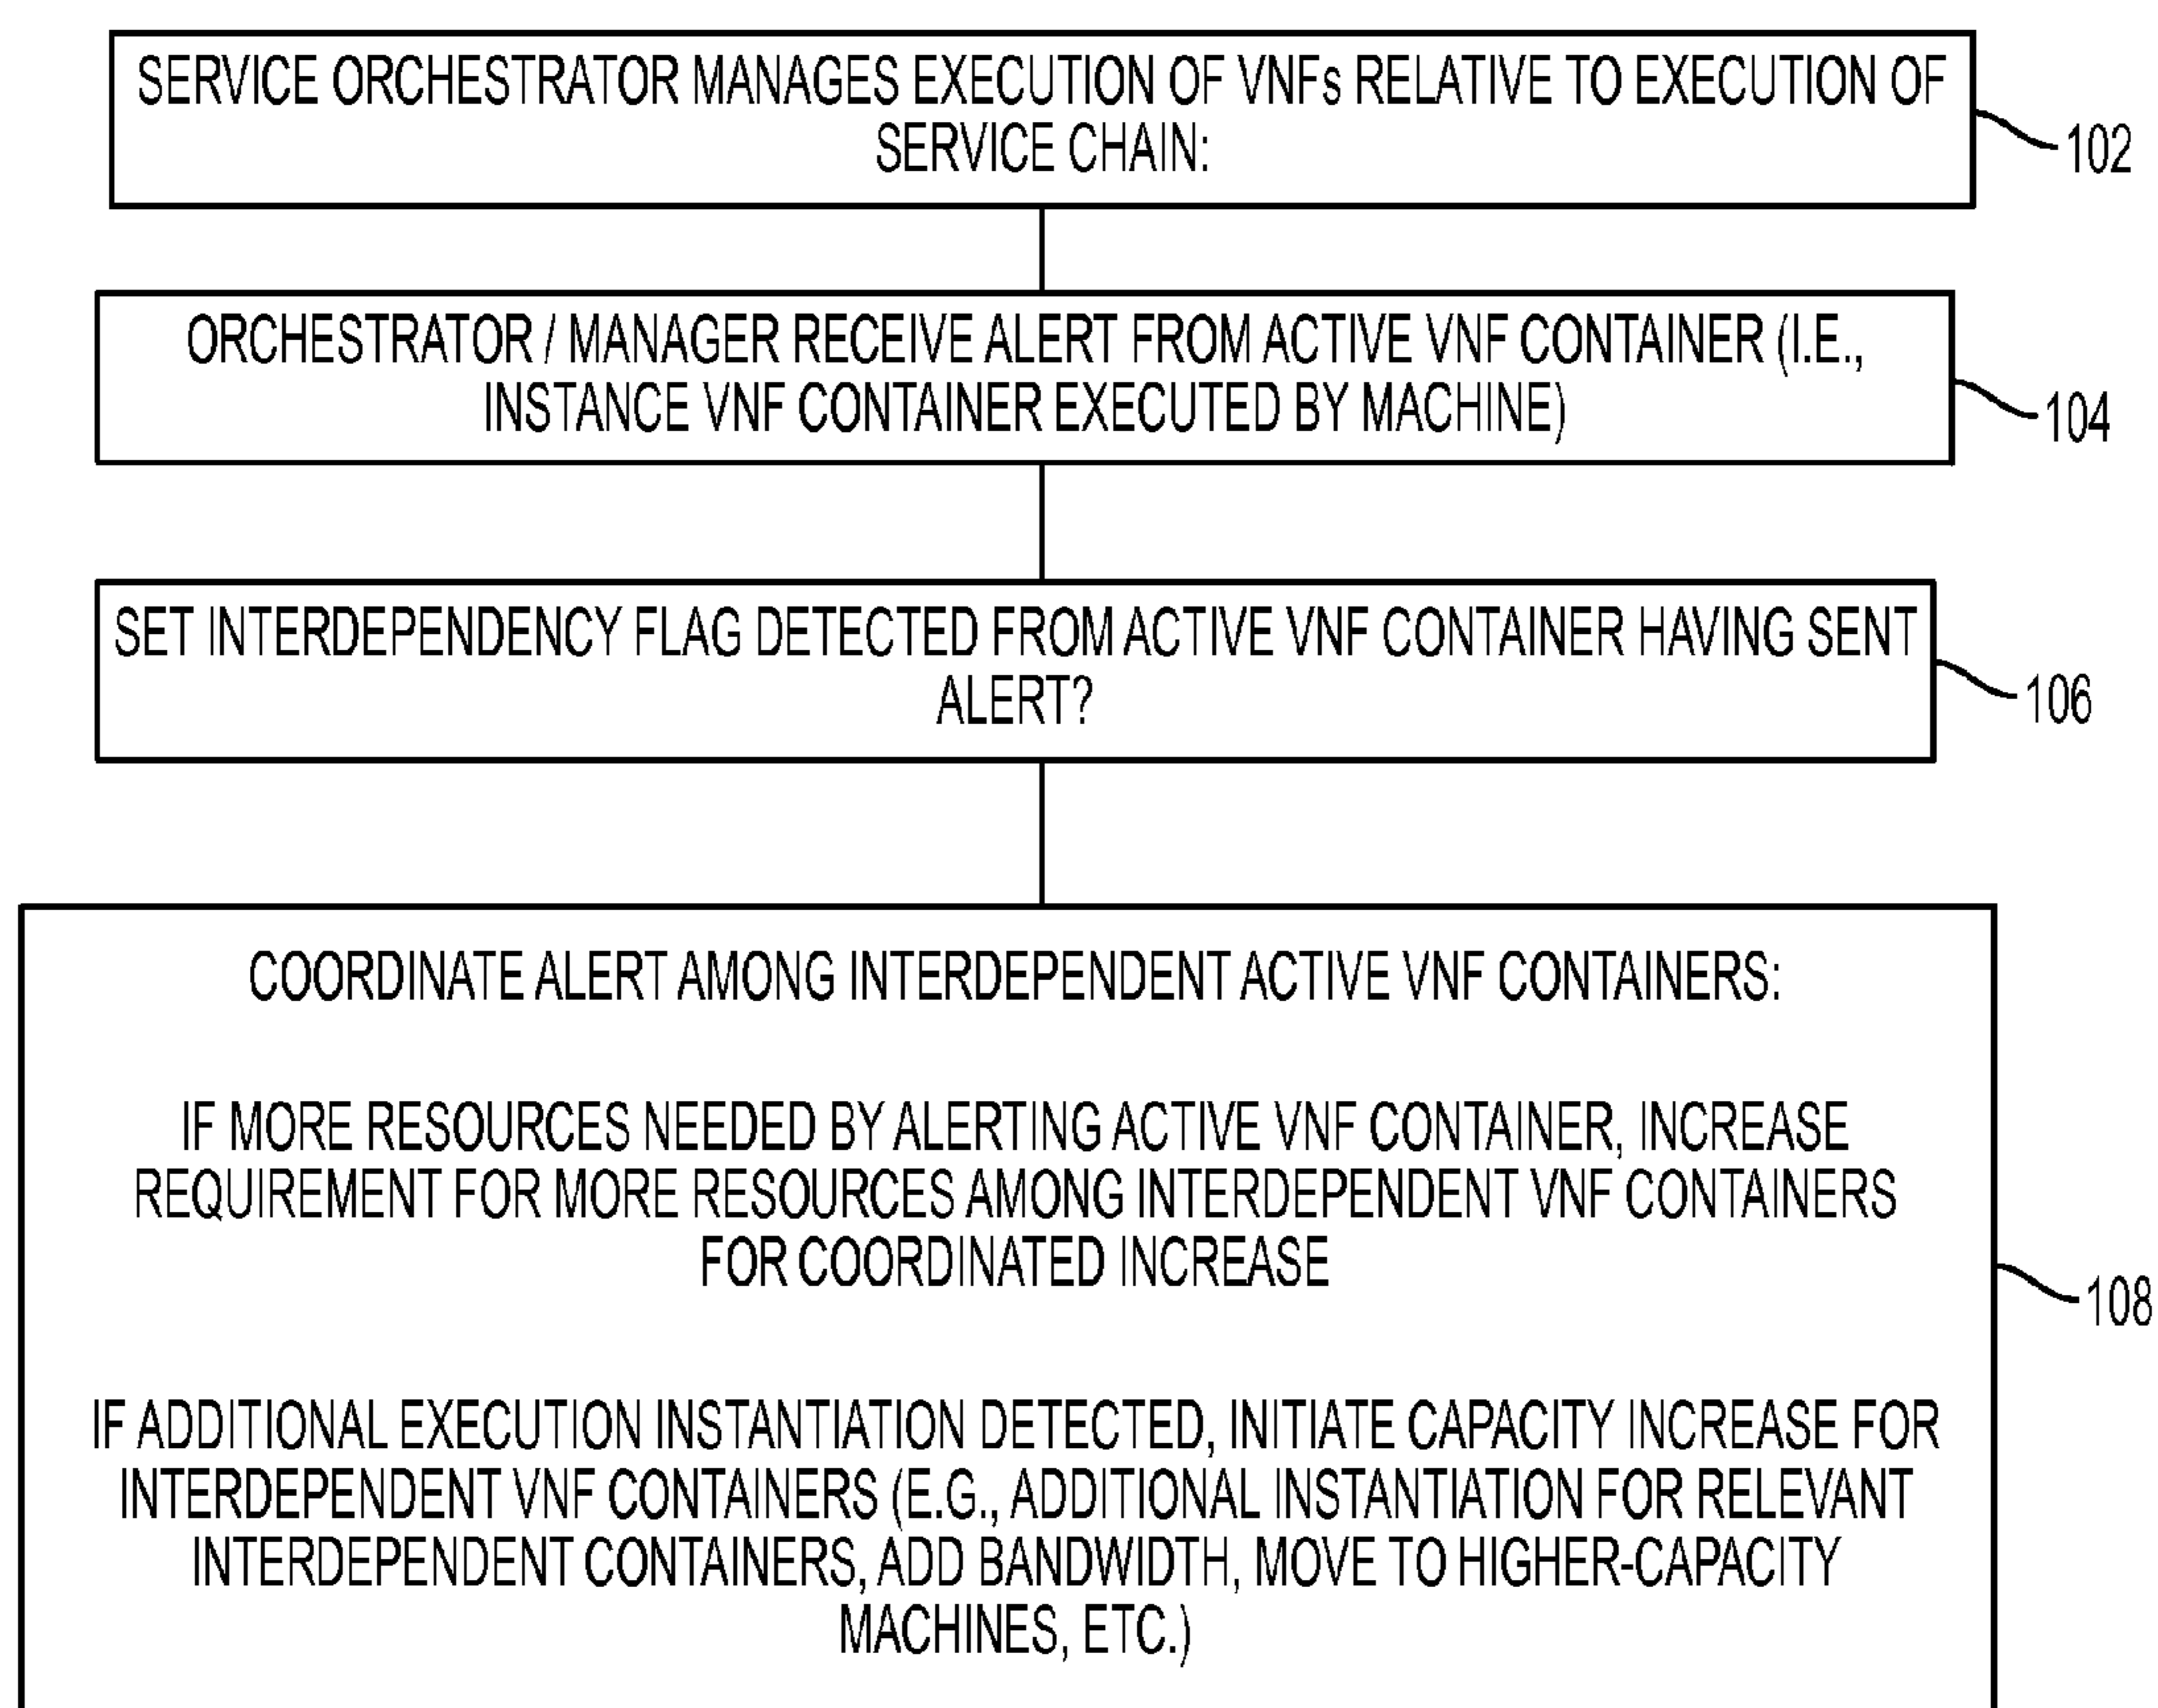 SERVICE ORCHESTRATOR MANAGES EXECUTION OF VNFs RELATIVE TO EXECUTION OF
SERVICE CHAIN:
102
ORCHESTRATOR / MANAGER RECEIVE ALERT FROM ACTIVE VNF CONTAINER (I.E.,
INSTANCE VNF CONTAINER EXECUTED BY MACHINE)
104
SET INTERDEPENDENCY FLAG DETECTED FROM ACTIVE VNF CONTAINER HAVING SENT
ALERT?
106
COORDINATE ALERT AMONG INTERDEPENDENT ACTIVE VNF CONTAINERS:
IF MORE RESOURCES NEEDED BY ALERTING ACTIVE VNF CONTAINER, INCREASE
REQUIREMENT FOR MORE RESOURCES AMONG INTERDEPENDENT VNF CONTAINERS
FOR COORDINATED INCREASE
108
IF ADDITIONAL EXECUTION INSTANTIATION DETECTED, INITIATE CAPACITY INCREASE FOR
INTERDEPENDENT VNF CONTAINERS (E.G., ADDITIONAL INSTANTIATION FOR RELEVANT
INTERDEPENDENT CONTAINERS, ADD BANDWIDTH, MOVE TO HIGHER-CAPACITY
MACHINES, ETC.)